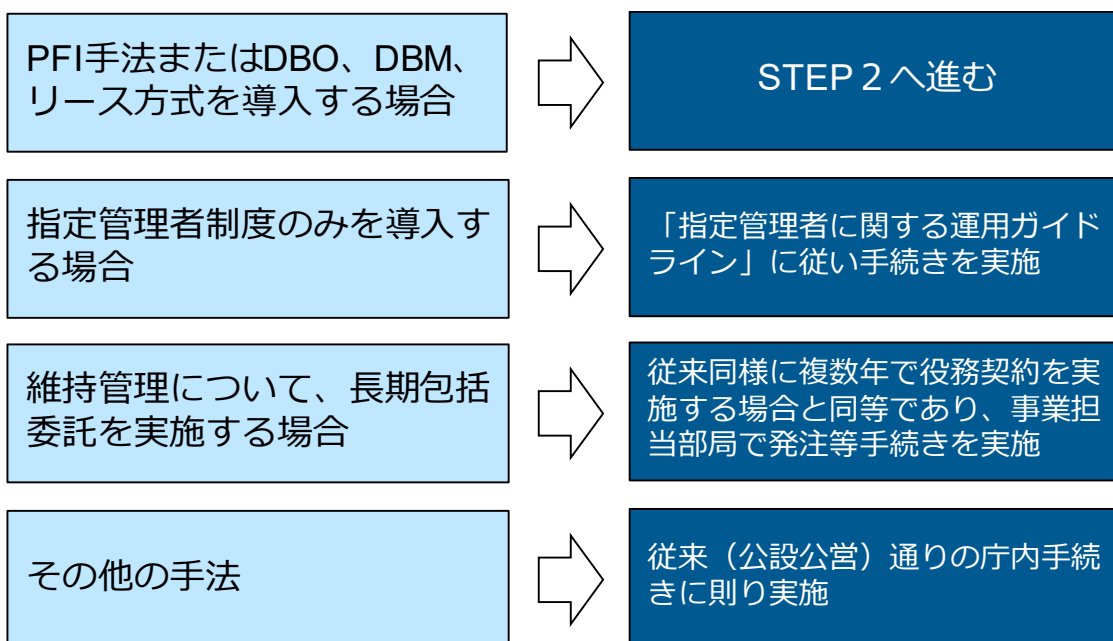 PFI手法またはDBO、DBM、
リース方式を導入する場合
STEP２へ進む
指定管理者制度のみを導入す
る場合
「指定管理者に関する運用ガイド
ライン」に従い手続きを実施
維持管理について、長期包括
委託を実施する場合
従来同様に複数年で役務契約を実
施する場合と同等であり、事業担
当部局で発注等手続きを実施
その他の手法
従来（公設公営）通りの庁内手続
きに則り実施